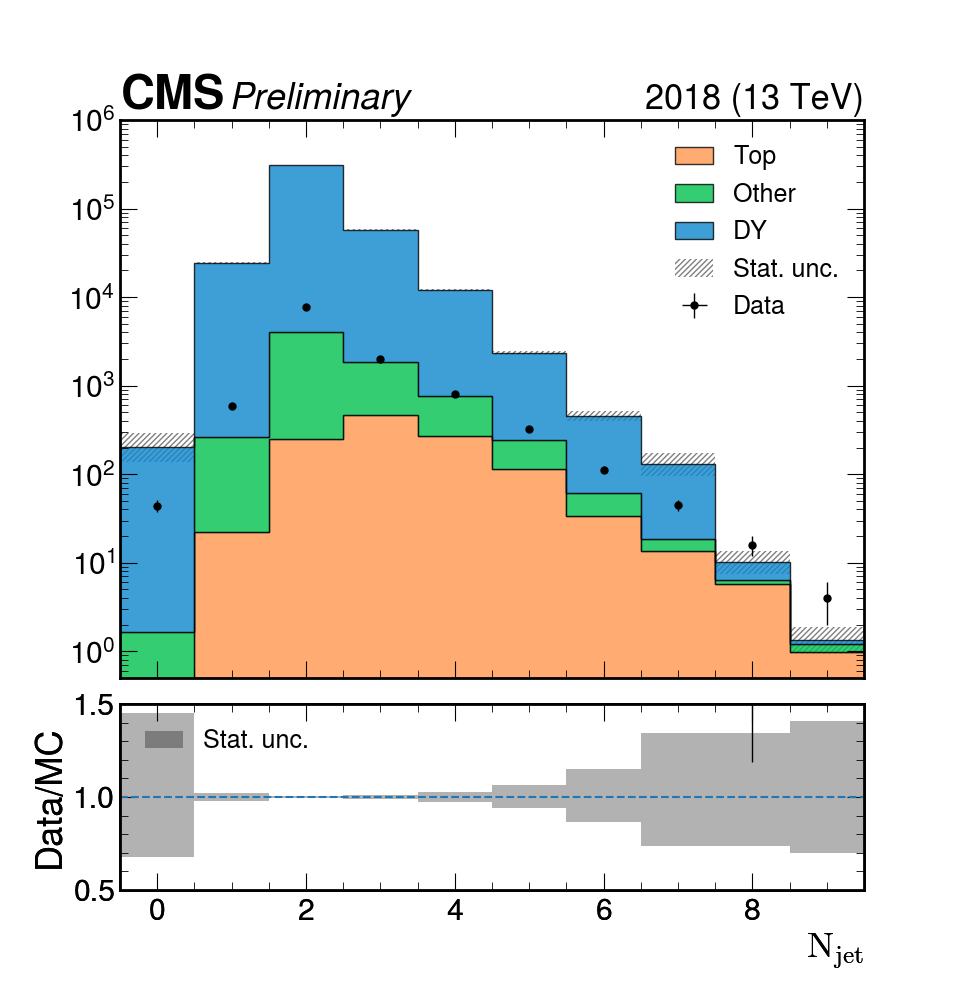 CMS Preliminary 2018 (13 TeV)
10^6
10^5
10^4
10^3
10^2
10^1
10^0
Top
Other
DY
Stat. unc.
Data
1.5
1.0
0.5
Data/MC
Stat. unc.
0 2 4 6 8
N_jet